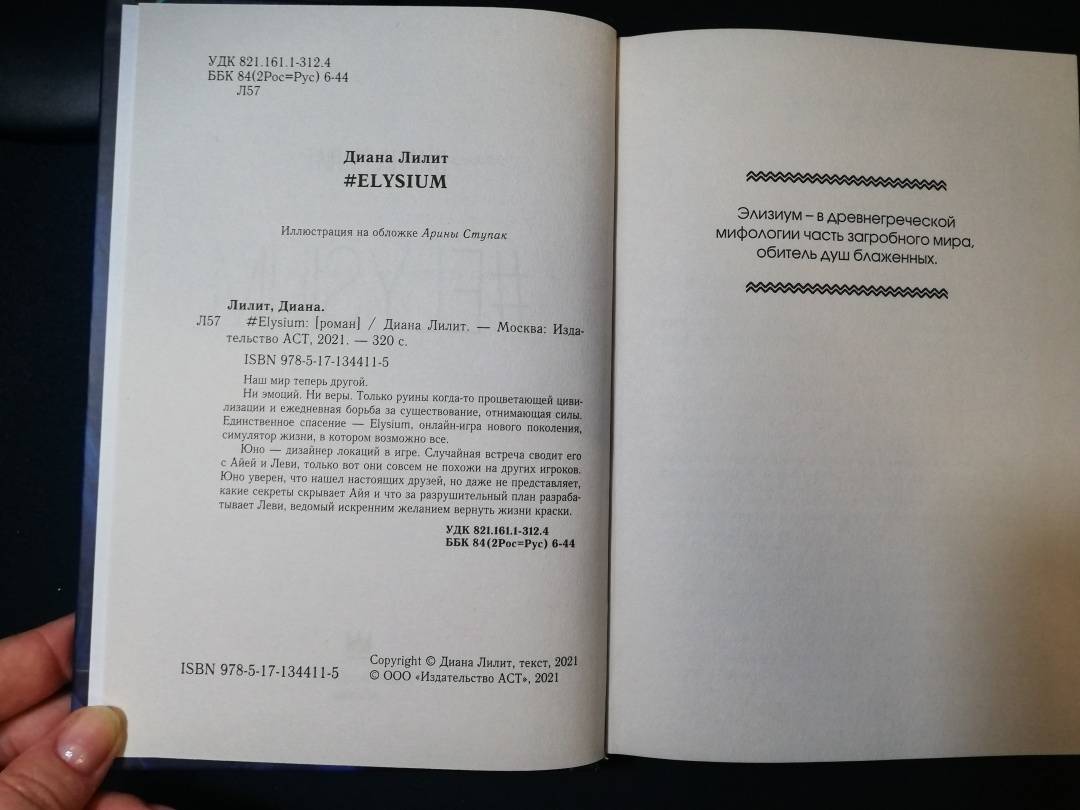 УДК 821.161.1-312.4
ББК 84(2Рос=Рус) 6-44
Л57
Диана Лилит
#ELYSIUM
Иллюстрация на обложке Арины Ступак
Лилит, Диана.
Л57 #Elysium: [роман] / Диана Лилит. — Москва: Изда-
тельство АСТ, 2021. — 320 с.
ISBN 978-5-17-134411-5
Наш мир теперь другой.
Ни эмоций. Ни веры. Только руины когда-то процветающей циви-
лизации и ежедневная борьба за существование, отнимающая силы.
Единственное спасение — Elysium, онлайн-игра нового поколения,
симулятор жизни, в котором возможно все.
Юно — дизайнер локаций в игре. Случайная встреча сводит его
с Айей и Леви, только вот они совсем не похожи на других игроков.
Юно уверен, что нашел настоящих друзей, но даже не представляет,
какие секреты скрывает Айя и что за разрушительный план разраба-
тывает Леви, ведомый искренним желанием вернуть жизни краски.
УДК 821.161.1-312.4
ББК 84(2Рос=Рус) 6-44
ISBN 978-5-17-134411-5
Copyright © Диана Лилит, текст, 2021
© ООО «Издательство АСТ», 2021
Элизиум – в древнегреческой
мифологии часть загробного мира,
обитель душ блаженных.